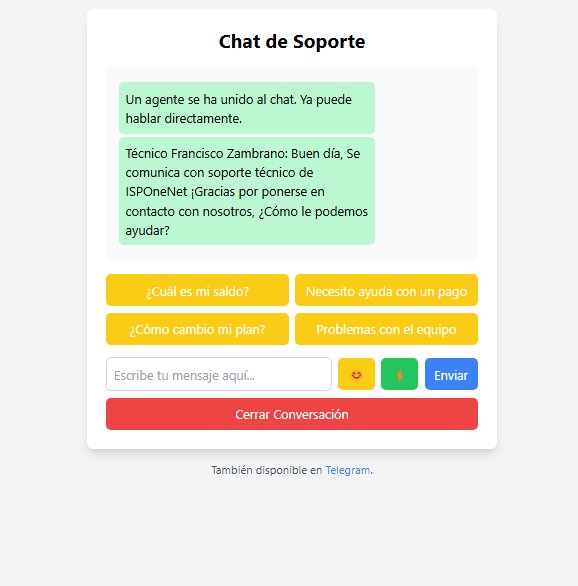 Chat de Soporte
Un agente se ha unido al chat. Ya puede
hablar directamente.
Técnico Francisco Zambrano: Buen día, Se
comunica con soporte técnico de
ISPOneNet ¡Gracias por ponerse en
contacto con nosotros, ¿Cómo le podemos
ayudar?
¿Cuál es mi saldo?
Necesito ayuda con un pago
¿Cómo cambio mi plan?
Problemas con el equipo
Escribe tu mensaje aquí...
Enviar
Cerrar Conversación
También disponible en Telegram.